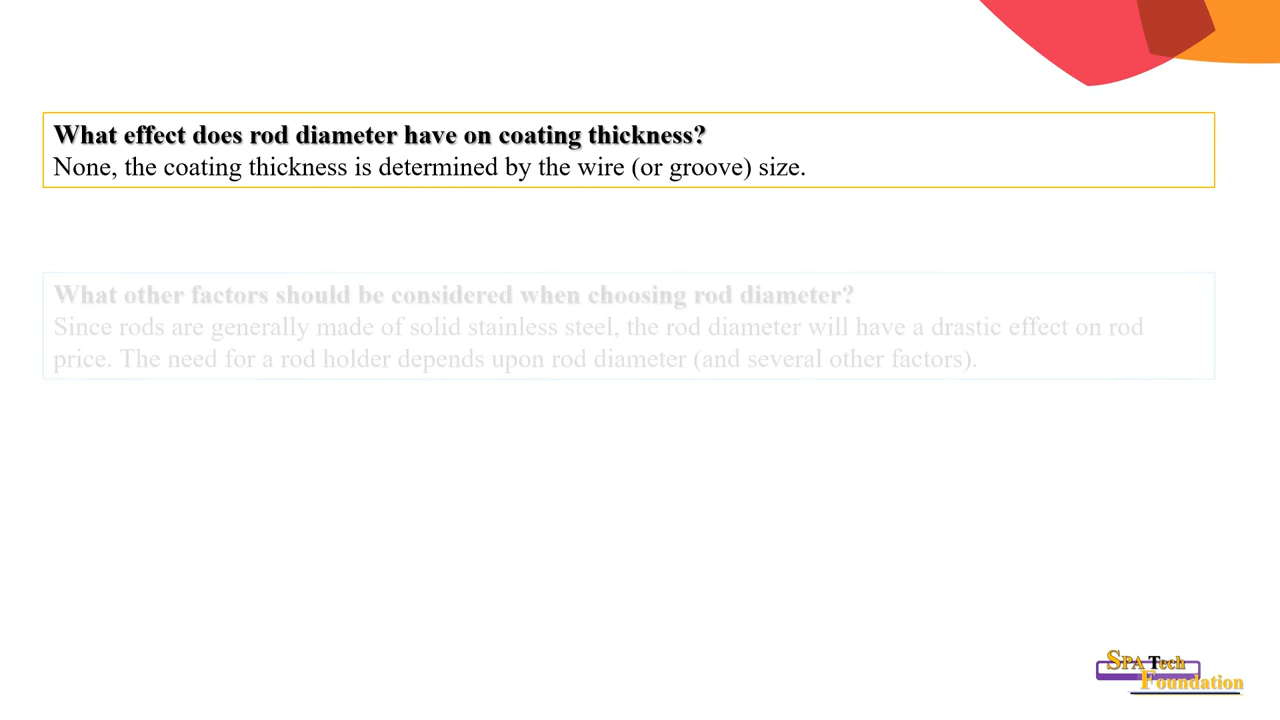 What effect does rod diameter have on coating thickness?
None, the coating thickness is determined by the wire (or groove) size.
What other factors should be considered when choosing rod diameter?
Since rods are generally made of solid stainless steel, the rod diameter will have a drastic effect on rod
price. The need for a rod holder depends upon rod diameter (and several other factors).
SPA Tech
Foundation